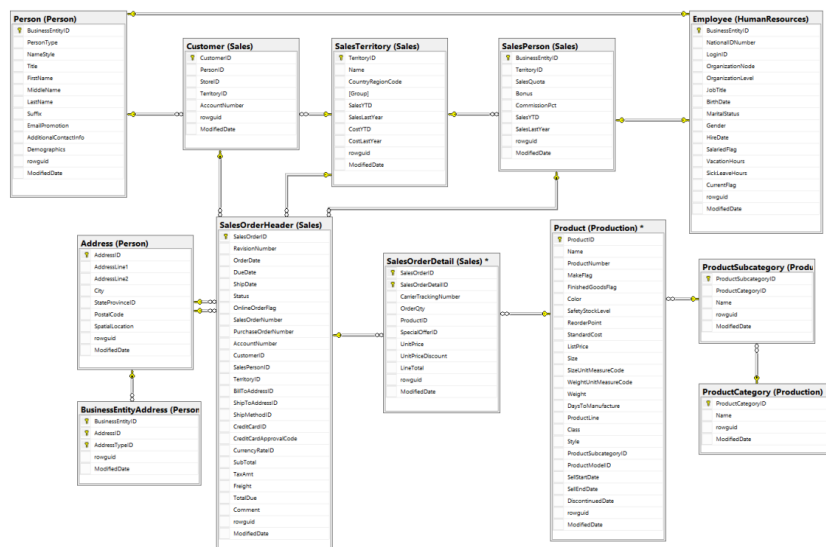 Person (Person)
BusinessEntityID
PersonType
NameStyle
Title
FirstName
MiddleName
LastName
Suffix
EmailPromotion
AdditionalContactInfo
Demographics
rowguid
ModifiedDate
Customer (Sales)
CustomerID
PersonID
StoreID
TerritoryID
AccountNumber
rowguid
ModifiedDate
SalesTerritory (Sales)
TerritoryID
Name
CountryRegionCode
[Group]
SalesYTD
SalesLastYear
CostYTD
CostLastYear
rowguid
ModifiedDate
SalesPerson (Sales)
BusinessEntityID
TerritoryID
SalesQuota
Bonus
CommissionPct
SalesYTD
SalesLastYear
rowguid
ModifiedDate
Employee (HumanResources)
BusinessEntityID
NationalIDNumber
LoginID
OrganizationNode
OrganizationLevel
JobTitle
BirthDate
MaritalStatus
Gender
HireDate
SalariedFlag
VacationHours
SickLeaveHours
CurrentFlag
rowguid
ModifiedDate
Address (Person)
AddressID
AddressLine1
AddressLine2
City
StateProvinceID
PostalCode
SpatialLocation
rowguid
ModifiedDate
BusinessEntityAddress (Person
BusinessEntityID
AddressID
AddressTypeID
rowguid
ModifiedDate
SalesOrderHeader (Sales)
SalesOrderID
RevisionNumber
OrderDate
DueDate
ShipDate
Status
OnlineOrderFlag
SalesOrderNumber
PurchaseOrderNumber
AccountNumber
CustomerID
SalesPersonID
TerritoryID
BillToAddressID
ShipToAddressID
ShipMethodID
CreditCardID
CreditCardApprovalCode
CurrencyRateID
SubTotal
TaxAmt
Freight
TotalDue
Comment
rowguid
ModifiedDate
SalesOrderDetail (Sales) *
SalesOrderID
SalesOrderDetailID
CarrierTrackingNumber
OrderQty
ProductID
SpecialOfferID
UnitPrice
UnitPriceDiscount
LineTotal
rowguid
ModifiedDate
Product (Production) *
ProductID
Name
ProductNumber
MakeFlag
FinishedGoodsFlag
Color
SafetyStockLevel
ReorderPoint
StandardCost
ListPrice
Size
SizeUnitMeasureCode
WeightUnitMeasureCode
Weight
DaysToManufacture
ProductLine
Class
Style
ProductSubcategoryID
ProductModelID
SellStartDate
SellEndDate
DiscontinuedDate
rowguid
ModifiedDate
ProductSubcategory (Produ
ProductSubcategoryID
ProductCategoryID
Name
rowguid
ModifiedDate
ProductCategory (Production)
ProductCategoryID
Name
rowguid
ModifiedDate